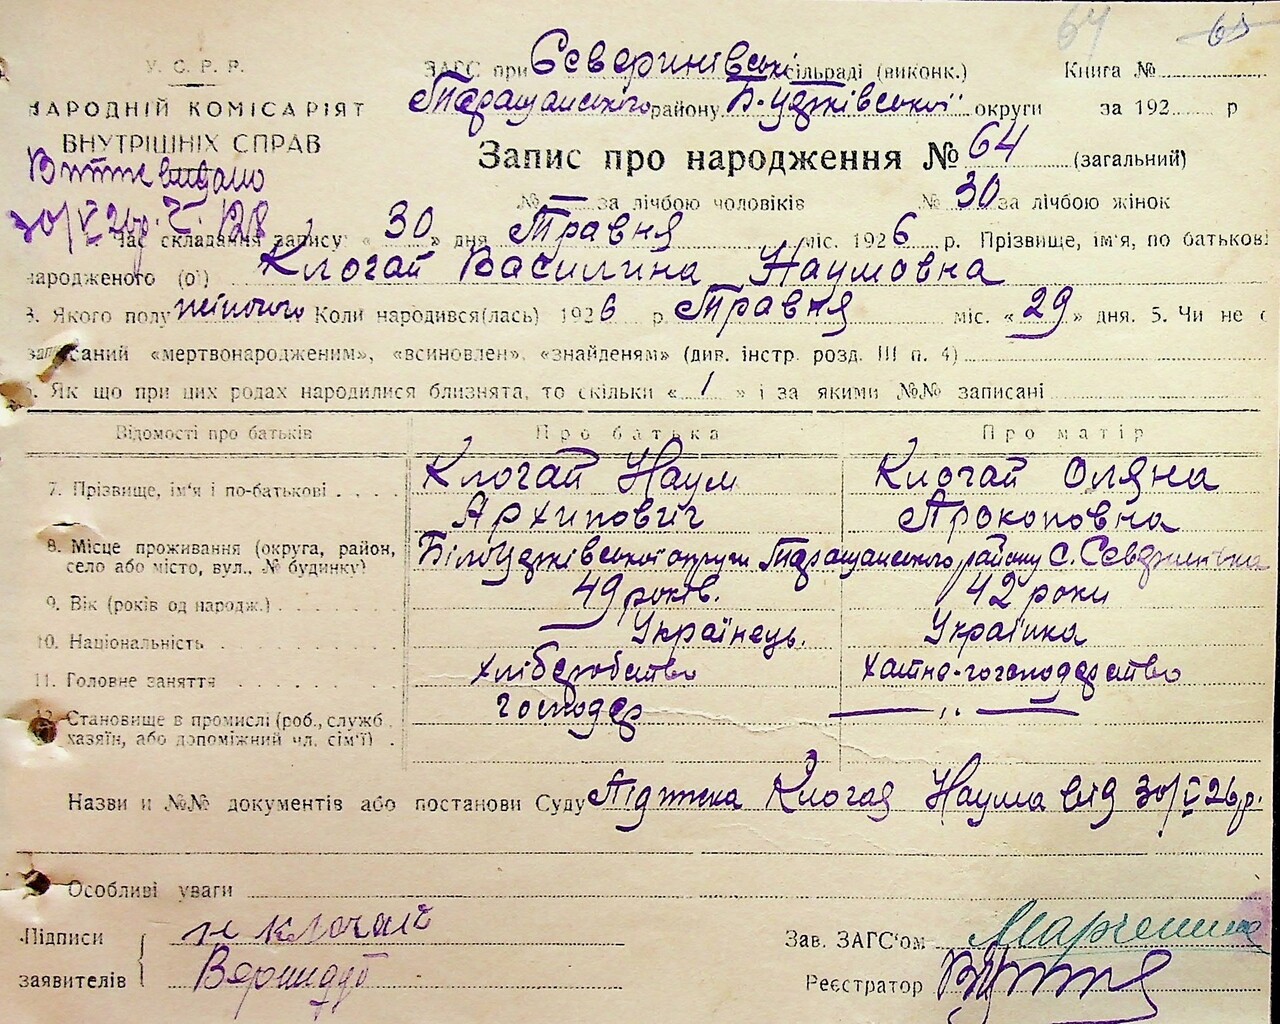 64 65
У. С. Р. Р.
НАРОДНІЙ КОМІСАРІЯТ
ВНУТРІШНІХ СПРАВ
ЗАГС при Северинівській сільраді (виконк.) Книга №
Таращанського району Б-Церківської округи за 192 р
Запис про народження № 64 (загальний)
Витяг видано
30/V 26р. Ч. 128
№ — за лічбою чоловіків № 30 за лічбою жінок
Час складання запису: « 30 » дня Травня міс. 1926 р. Прізвище, ім'я, по батькові
народженого (ої) Клогай Василина Наумовна
3. Якого полу жіночого Коли народився(лась) 1926 р. Травня міс. « 29 » дня. 5. Чи не є
записаний «мертвонародженим», «всиновлен», «знайденям» (див. інстр. розд. III п. 4)
Як що при цих родах народилися близнята, то скільки « 1 » і за якими №№ записані
Відомості про батьків Про батька Про матір
7. Прізвище, ім'я і по-батькові Клогай Наум Клогай Оляна
Архипович Прокоповна
8. Місце проживання (округа, район, село або місто, вул., № будинку) Білоцерківської округи Таращанського району с. Северинівка
9. Вік (років од народж.) 49 років. 42 роки
10. Національність Українець. Українка
11. Головне заняття хліборобство хатнє-господарство
12. Становище в промислі (роб., служб. господар — ,, —
хазяїн, або допоміжний чл. сім'ї)
Назви и №№ документів або постанови Суду Клогая Наума від 30/V 26р.
Особливі уваги
Підписи н клогай
заявителів
Зав. ЗАГС'ом Марченко
Реєстратор